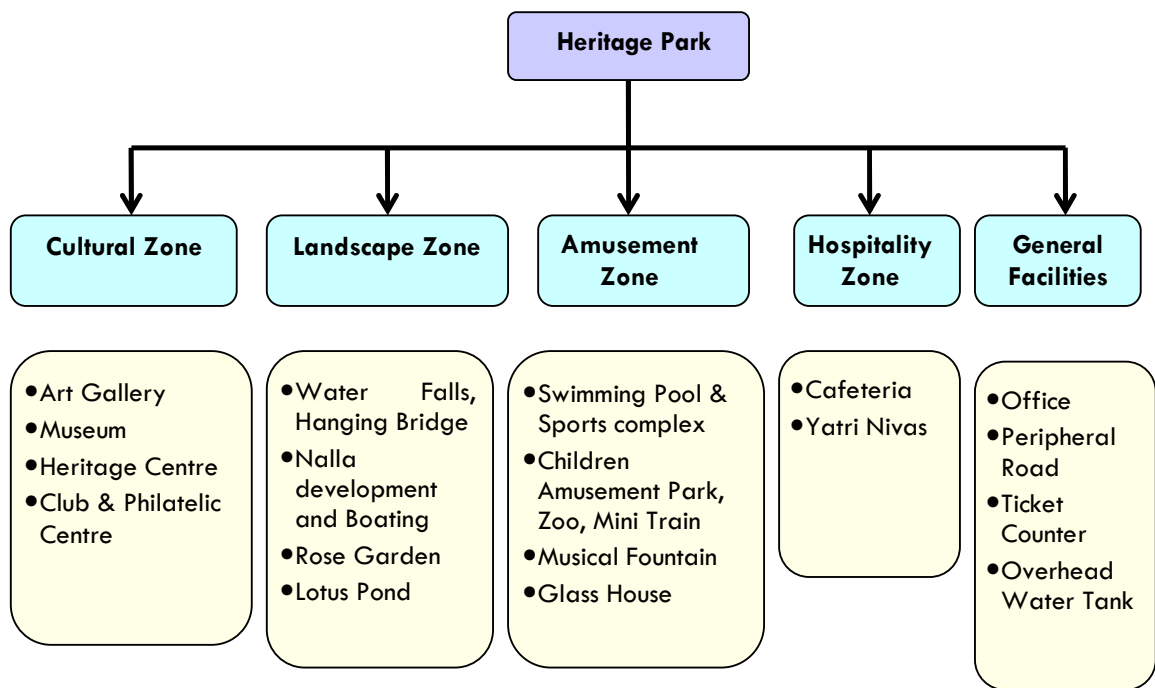 Heritage Park
Cultural Zone
Landscape Zone
Amusement
Zone
Hospitality
Zone
General
Facilities
•Art Gallery
•Museum
•Heritage Centre
•Club & Philatelic
Centre
•Water Falls,
Hanging Bridge
•Nalla
development
and Boating
•Rose Garden
•Lotus Pond
•Swimming Pool &
Sports complex
•Children
Amusement Park,
Zoo, Mini Train
•Musical Fountain
•Glass House
•Cafeteria
•Yatri Nivas
•Office
•Peripheral
Road
•Ticket
Counter
•Overhead
Water Tank